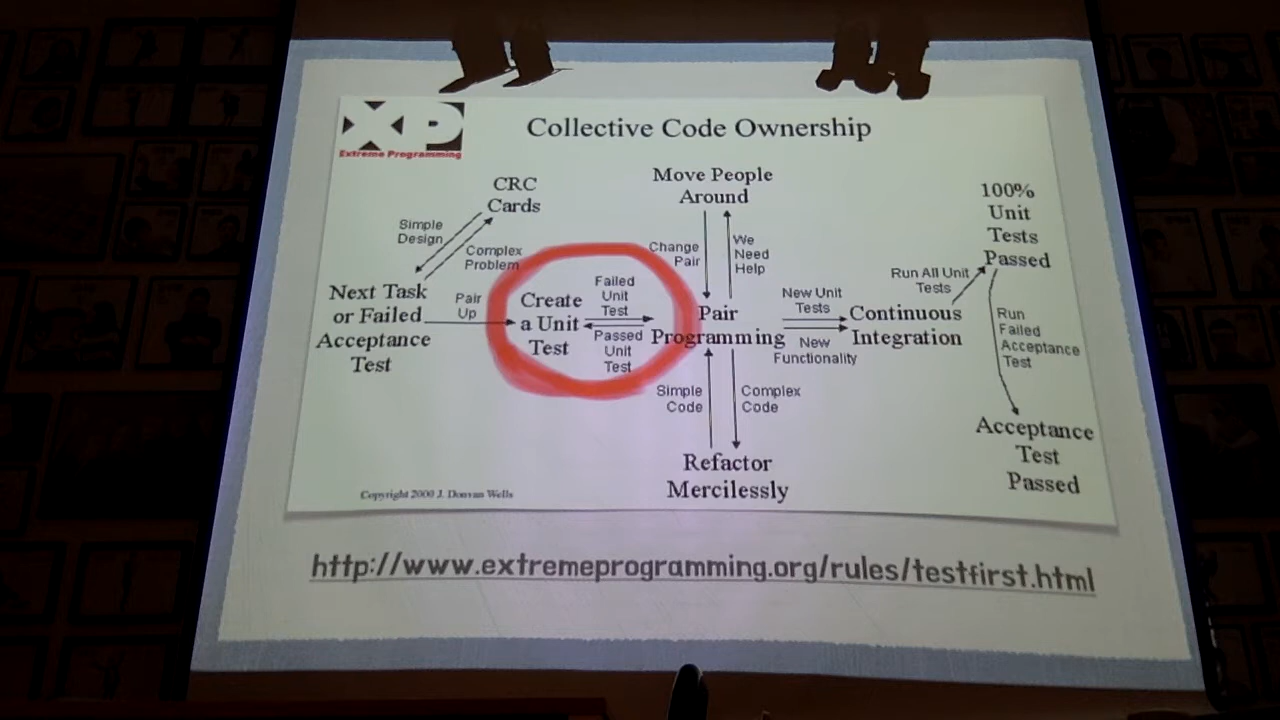 XP
Extreme Programming
Collective Code Ownership
CRC
Cards
Simple
Design
Complex
Problem
Next Task
or Failed
Acceptance
Test
Pair
Up
Create
a Unit
Test
Failed
Unit
Test
Passed
Unit
Test
Move People
Around
Change
Pair
We
Need
Help
Pair
Programming
Simple
Code
Complex
Code
Refactor
Mercilessly
New Unit
Tests
New
Functionality
Continuous
Integration
Run All Unit
Tests
100%
Unit
Tests
Passed
Run
Failed
Acceptance
Test
Acceptance
Test
Passed
Copyright 2000 J. Donvan Wells
http://www.extremeprogramming.org/rules/testfirst.html